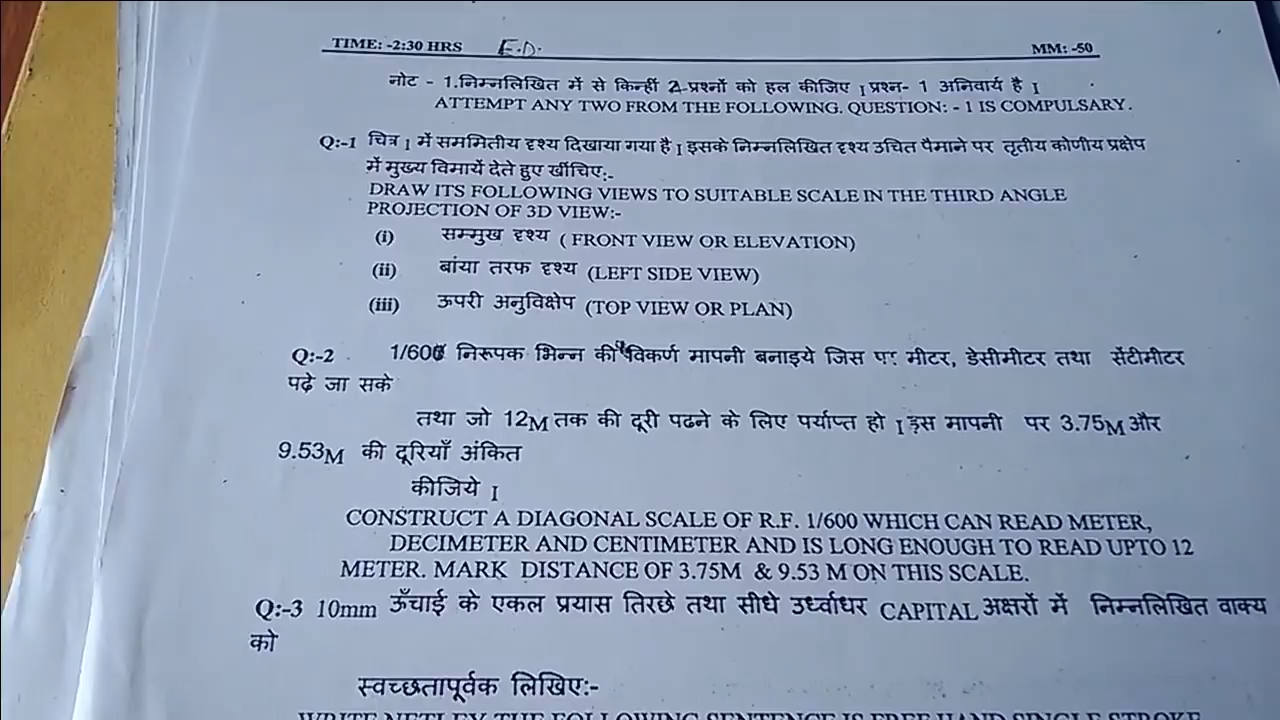 TIME: -2:30 HRS E.D. MM: -50
नोट - 1.निम्नलिखित में से किन्हीं 2 प्रश्नों को हल कीजिए I प्रश्न- 1 अनिवार्य है I
ATTEMPT ANY TWO FROM THE FOLLOWING. QUESTION: - 1 IS COMPULSARY.
Q:-1 चित्र 1 में सममितीय दृश्य दिखाया गया है I इसके निम्नलिखित दृश्य उचित पैमाने पर तृतीय कोणीय प्रक्षेप
में मुख्य विमायें देते हुए खींचिए:-
DRAW ITS FOLLOWING VIEWS TO SUITABLE SCALE IN THE THIRD ANGLE
PROJECTION OF 3D VIEW:-
(i) सम्मुख दृश्य ( FRONT VIEW OR ELEVATION)
(ii) बांया तरफ दृश्य (LEFT SIDE VIEW)
(iii) ऊपरी अनुविक्षेप (TOP VIEW OR PLAN)
Q:-2 1/600 निरूपक भिन्न की विकर्ण मापनी बनाइये जिस पर मीटर, डेसीमीटर तथा सेंटीमीटर
पढ़े जा सके
तथा जो 12M तक की दूरी पढने के लिए पर्याप्त हो I इस मापनी पर 3.75M और
9.53M की दूरियाँ अंकित
कीजिये I
CONSTRUCT A DIAGONAL SCALE OF R.F. 1/600 WHICH CAN READ METER,
DECIMETER AND CENTIMETER AND IS LONG ENOUGH TO READ UPTO 12
METER. MARK DISTANCE OF 3.75M & 9.53 M ON THIS SCALE.
Q:-3 10mm ऊँचाई के एकल प्रयास तिरछे तथा सीधे उर्ध्वाधर CAPITAL अक्षरों में निम्नलिखित वाक्य
को
स्वच्छतापूर्वक लिखिए:-
WRITE NETLEY THE FOLLOWING SENTENCE IS FREE HAND SINGLE STROKE